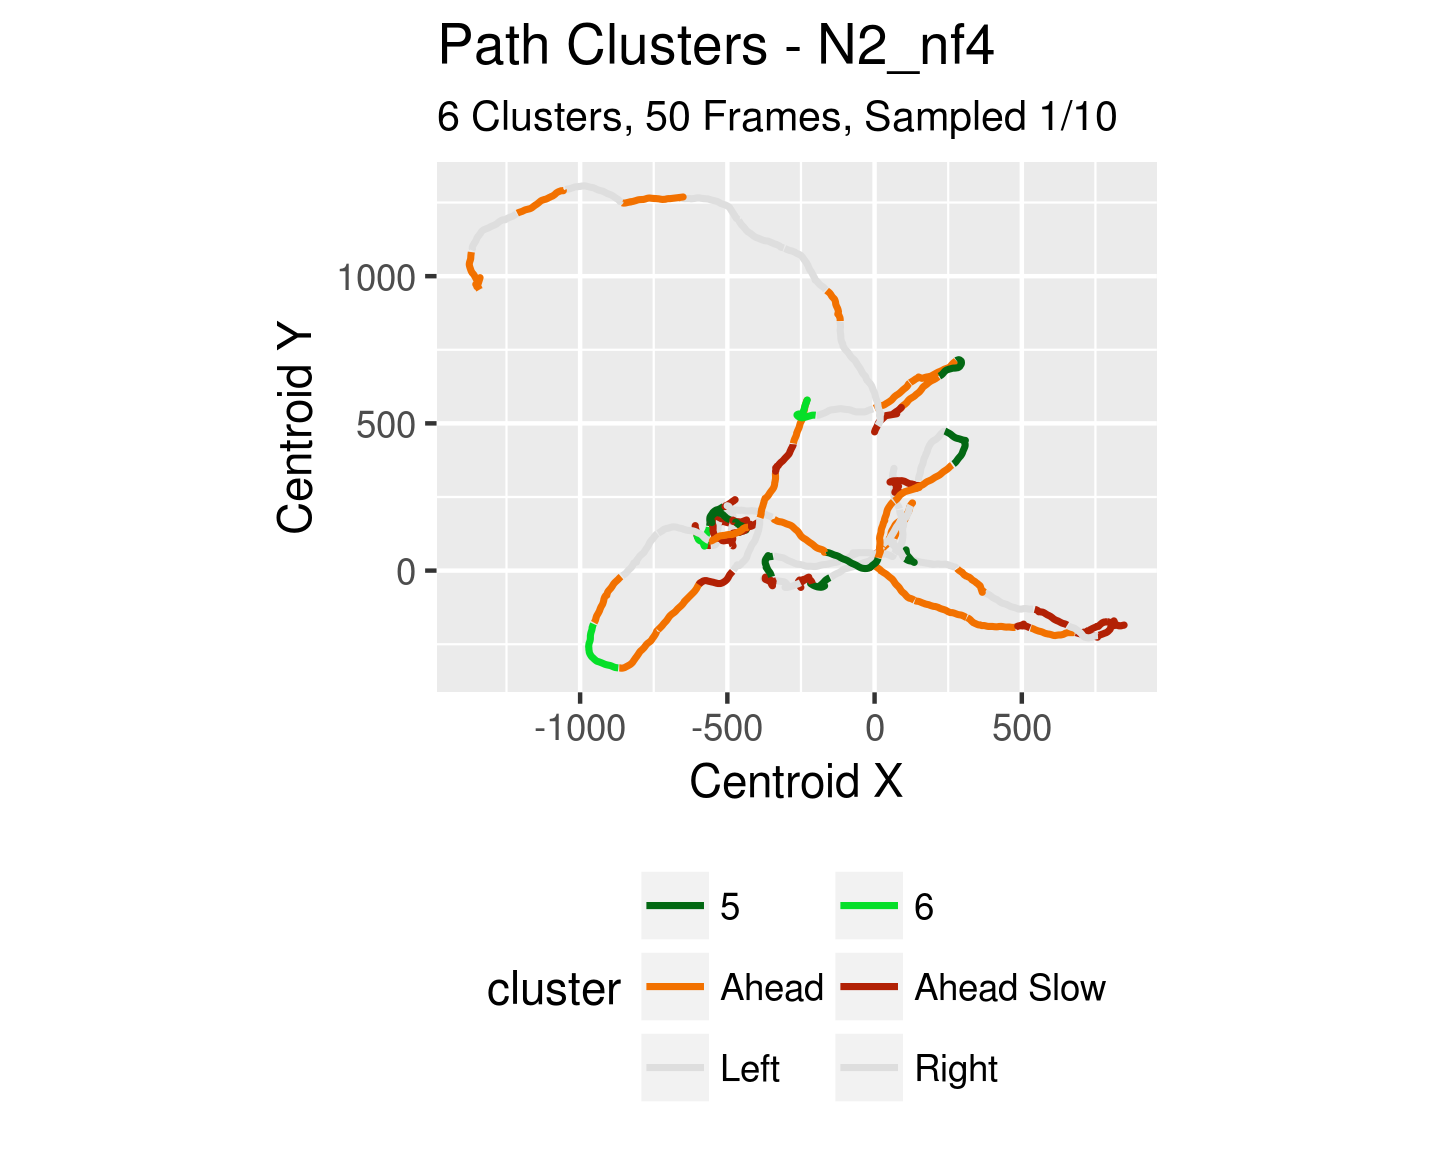 Path Clusters - N2_nf4
6 Clusters, 50 Frames, Sampled 1/10
Centroid Y
1000
500
0
-1000 -500 0 500
Centroid X
cluster
5 6
Ahead Ahead Slow
Left Right